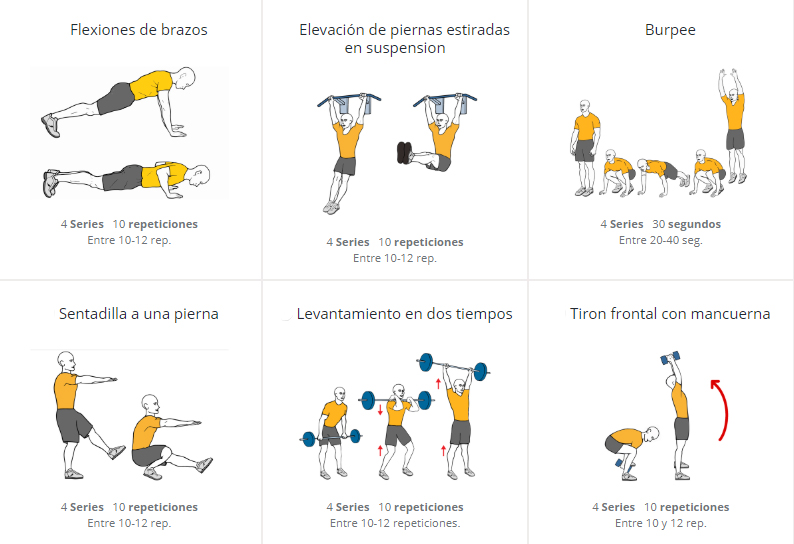 Flexiones de brazos
4 Series 10 repeticiones
Entre 10-12 rep.
Elevación de piernas estiradas
en suspension
4 Series 10 repeticiones
Entre 10-12 rep.
Burpee
4 Series 30 segundos
Entre 20-40 seg.
Sentadilla a una pierna
4 Series 10 repeticiones
Entre 10-12 rep.
Levantamiento en dos tiempos
4 Series 10 repeticiones
Entre 10-12 repeticiones.
Tiron frontal con mancuerna
4 Series 10 repeticiones
Entre 10 y 12 rep.